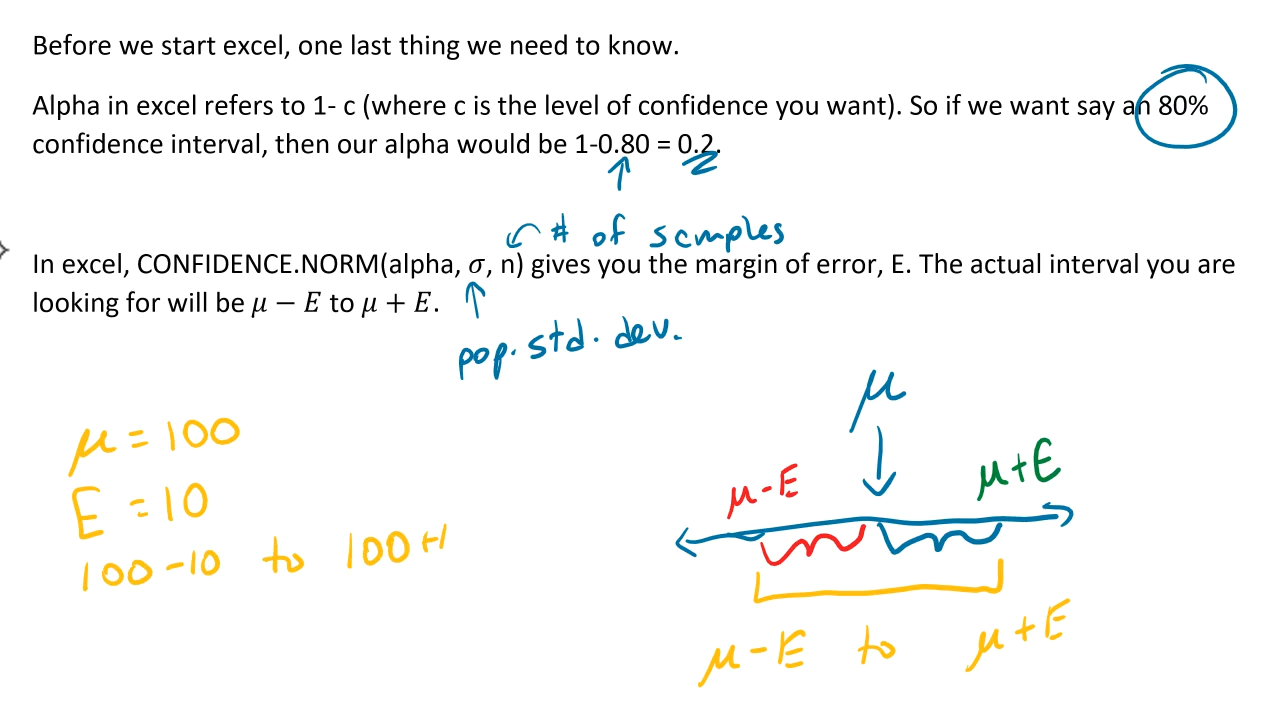 Before we start excel, one last thing we need to know.
Alpha in excel refers to 1- c (where c is the level of confidence you want). So if we want say an 80%
confidence interval, then our alpha would be 1-0.80 = 0.2.
# of samples
In excel, CONFIDENCE.NORM(alpha, σ, n) gives you the margin of error, E. The actual interval you are
looking for will be μ − E to μ + E.
pop. std. dev.
μ
μ = 100
μ-E
μ+E
E = 10
100-10 to 100+1
μ-E to μ+E